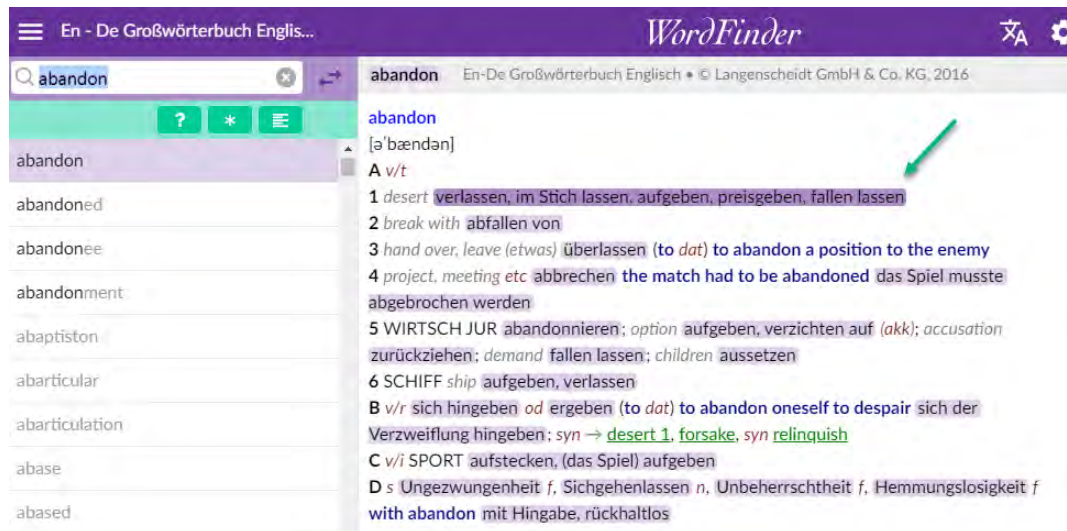 En - De Großwörterbuch Englis...
WordFinder
abandon
abandon En-De Großwörterbuch Englisch • © Langenscheidt GmbH & Co. KG, 2016
? *
abandon
abandoned
abandonee
abandonment
abaptiston
abarticular
abarticulation
abase
abased
abandon
[ə'bændən]
A v/t
1 desert verlassen, im Stich lassen, aufgeben, preisgeben, fallen lassen
2 break with abfallen von
3 hand over, leave (etwas) überlassen (to dat) to abandon a position to the enemy
4 project, meeting etc abbrechen the match had to be abandoned das Spiel musste
abgebrochen werden
5 WIRTSCH JUR abandonnieren; option aufgeben, verzichten auf (akk); accusation
zurückziehen; demand fallen lassen; children aussetzen
6 SCHIFF ship aufgeben, verlassen
B v/r sich hingeben od ergeben (to dat) to abandon oneself to despair sich der
Verzweiflung hingeben; syn → desert 1, forsake, syn relinquish
C v/i SPORT aufstecken, (das Spiel) aufgeben
D s Ungezwungenheit f, Sichgehenlassen n, Unbeherrschtheit f, Hemmungslosigkeit f
with abandon mit Hingabe, rückhaltlos